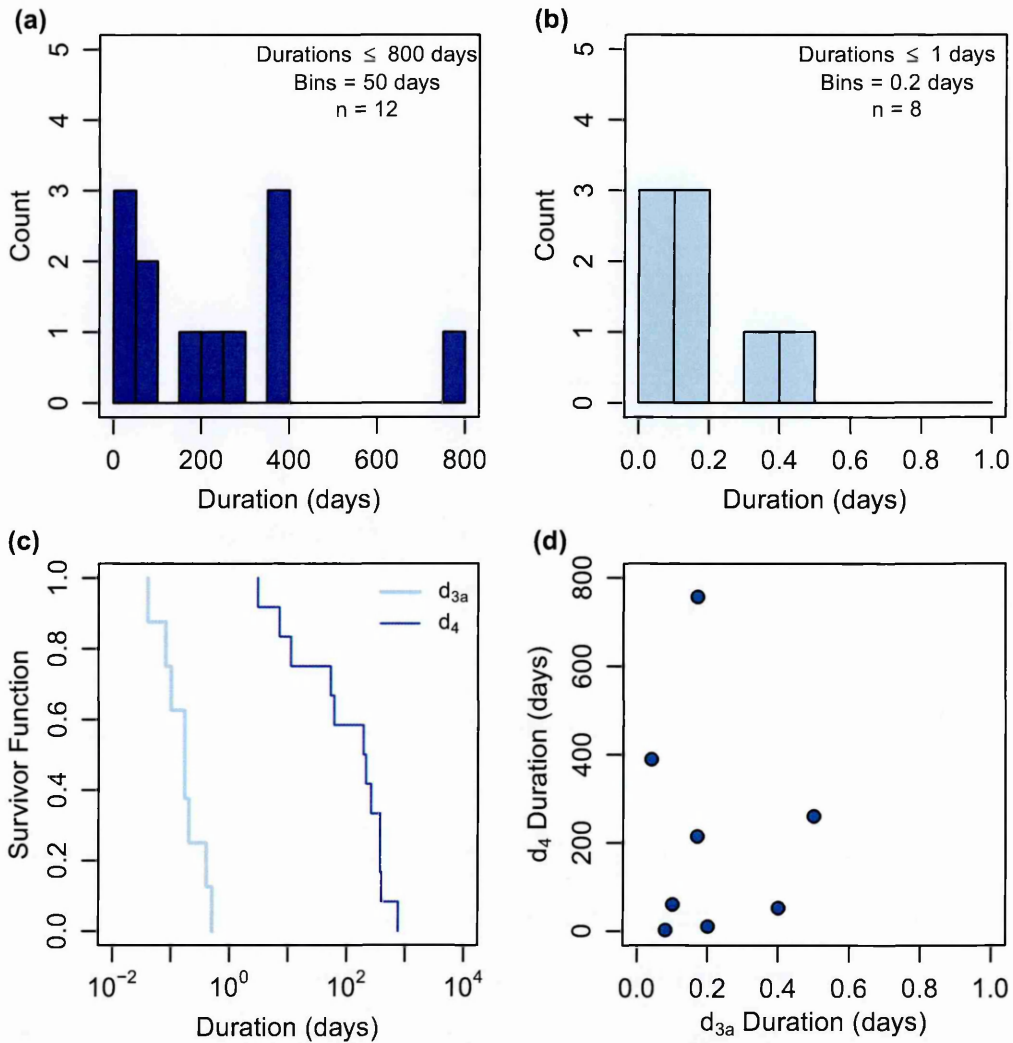 (a)
Durations ≤ 800 days
Bins = 50 days
n = 12
Count
0 1 2 3 4 5
0 200 400 600 800
Duration (days)
(b)
Durations ≤ 1 days
Bins = 0.2 days
n = 8
Count
0 1 2 3 4 5
0.0 0.2 0.4 0.6 0.8 1.0
Duration (days)
(c)
d3a
d4
Survivor Function
0.0 0.2 0.4 0.6 0.8 1.0
10⁻² 10⁰ 10² 10⁴
Duration (days)
(d)
d4 Duration (days)
0 200 400 600 800
0.0 0.2 0.4 0.6 0.8 1.0
d3a Duration (days)